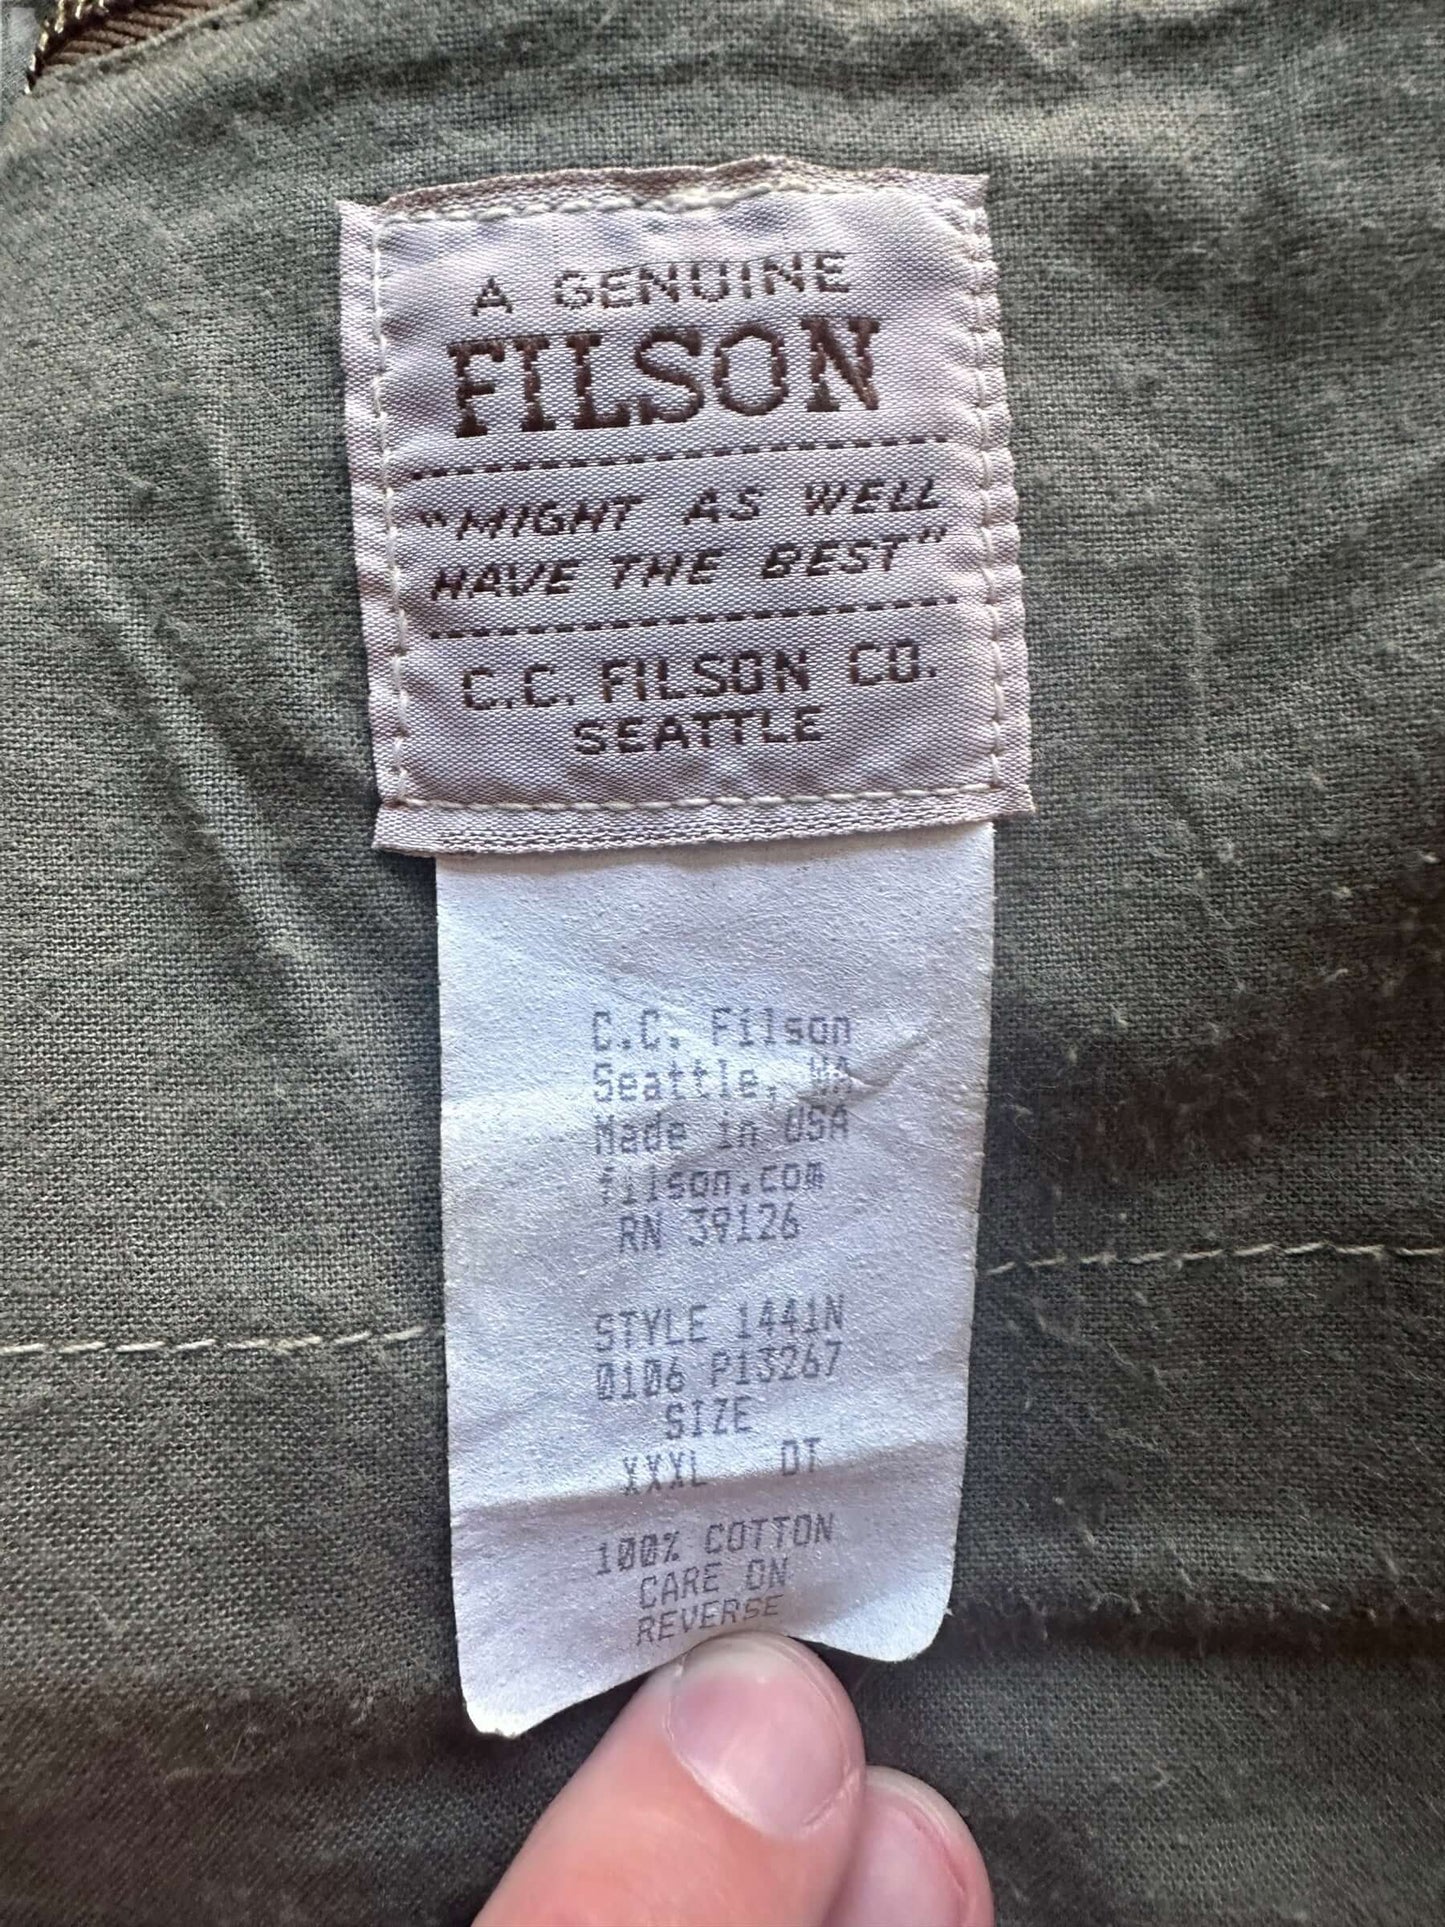 A GENUINE
FILSON
"MIGHT AS WELL
HAVE THE BEST"
C.C. FILSON CO.
SEATTLE
C.C. Filson
Seattle, WA
Made in USA
filson.com
RN 39126
STYLE 1441N
0106 P13267
SIZE
XXXL DT
100% COTTON
CARE ON
REVERSE